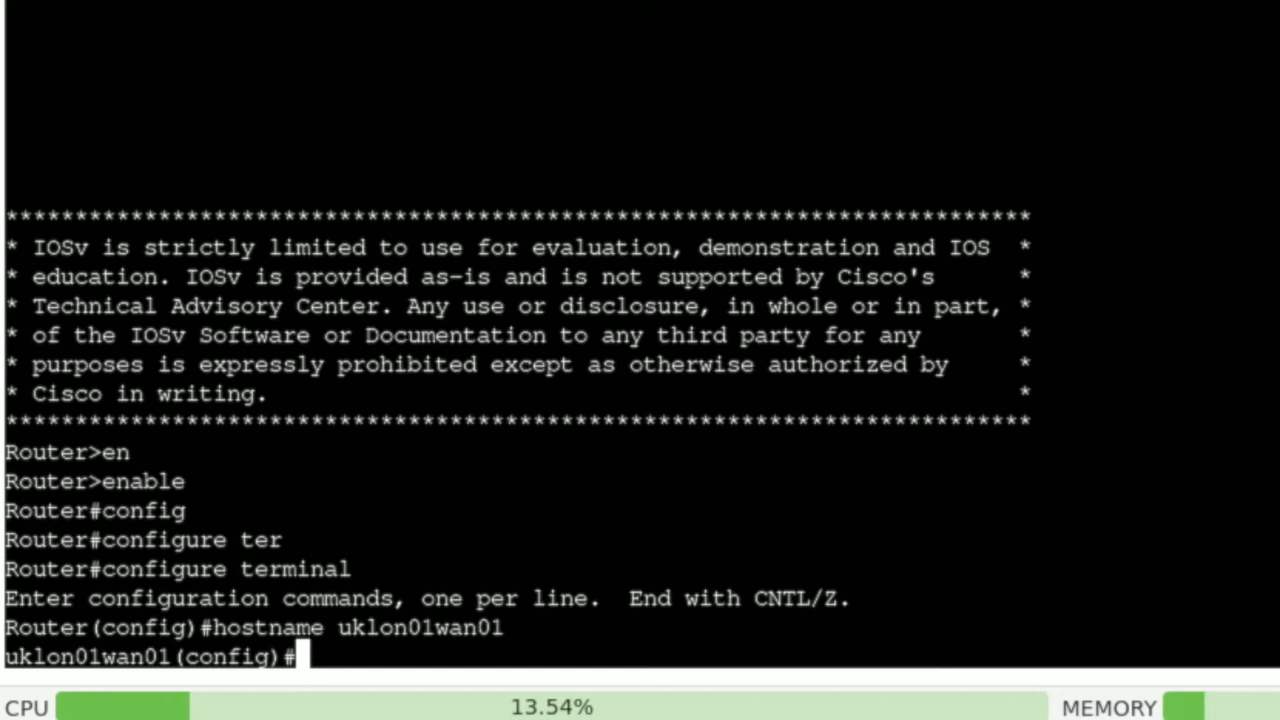 **************************************************************************
* IOSv is strictly limited to use for evaluation, demonstration and IOS  *
* education. IOSv is provided as-is and is not supported by Cisco's      *
* Technical Advisory Center. Any use or disclosure, in whole or in part, *
* of the IOSv Software or Documentation to any third party for any       *
* purposes is expressly prohibited except as otherwise authorized by     *
* Cisco in writing.                                                      *
**************************************************************************
Router>en
Router>enable
Router#config
Router#configure ter
Router#configure terminal
Enter configuration commands, one per line.  End with CNTL/Z.
Router(config)#hostname uklon01wan01
uklon01wan01(config)#
CPU 13.54% MEMORY